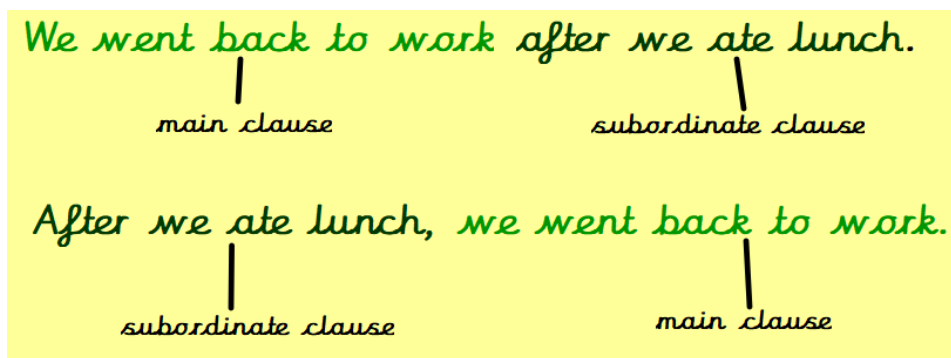 We went back to work after we ate lunch.
main clause subordinate clause
After we ate lunch, we went back to work.
subordinate clause main clause